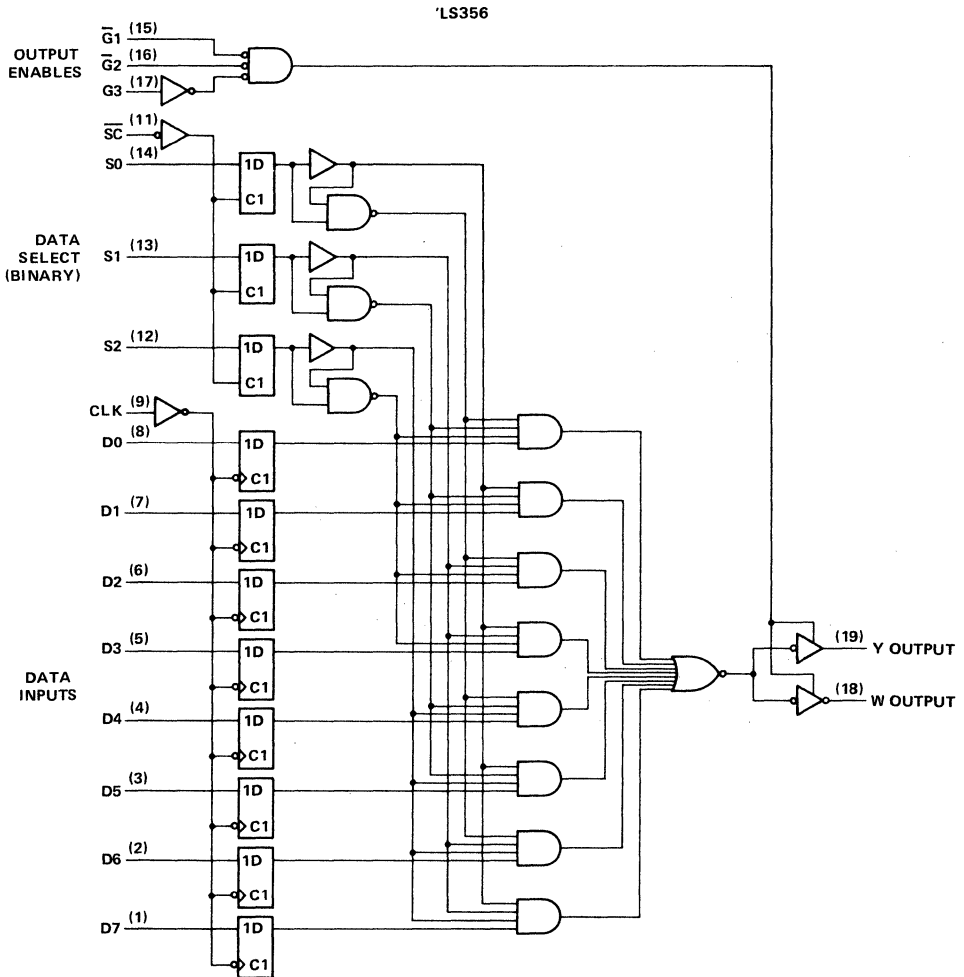 'LS356
OUTPUT
ENABLES
G̅1 (15)
G̅2 (16)
G3 (17)
S̅C̅ (11)
S0 (14)
1D
C1
DATA
SELECT
(BINARY)
S1 (13)
1D
C1
S2 (12)
1D
C1
CLK (9)
D0 (8)
1D
C1
D1 (7)
1D
C1
D2 (6)
1D
C1
D3 (5)
1D
C1
DATA
INPUTS
D4 (4)
1D
C1
D5 (3)
1D
C1
D6 (2)
1D
C1
D7 (1)
1D
C1
(19) Y OUTPUT
(18) W OUTPUT